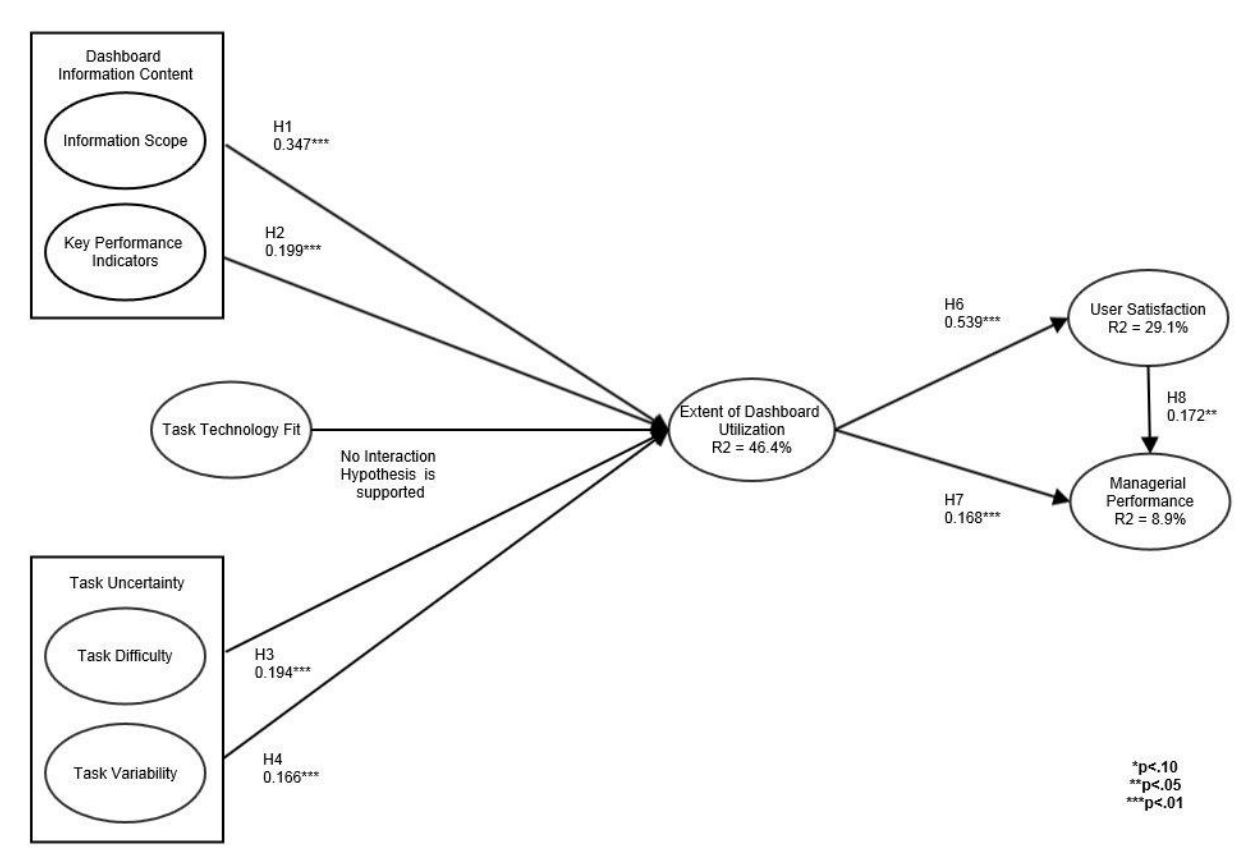 Dashboard
Information Content
Information Scope
Key Performance
Indicators
H1
0.347***
H2
0.199***
Task Technology Fit
No Interaction
Hypothesis is
supported
Extent of Dashboard
Utilization
R2 = 46.4%
H6
0.539***
User Satisfaction
R2 = 29.1%
H8
0.172**
H7
0.168***
Managerial
Performance
R2 = 8.9%
Task Uncertainty
Task Difficulty
Task Variability
H3
0.194***
H4
0.166***
*p<.10
**p<.05
***p<.01